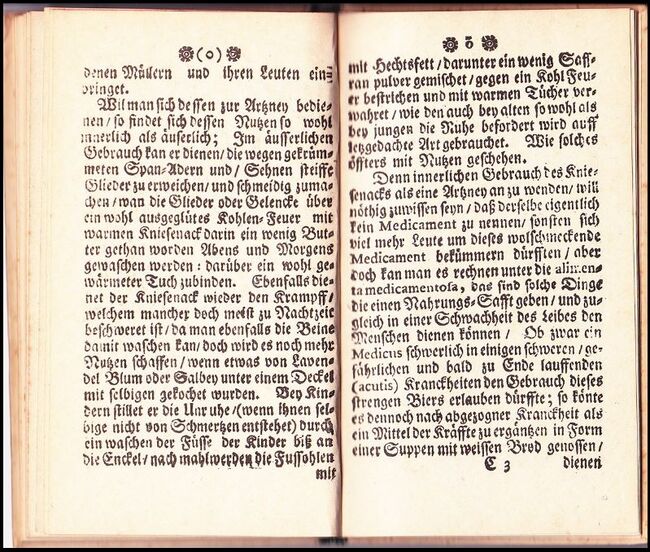 (o)
denen Müllern und ihren Leuten ein⸗
bringet.
Wil man sich dessen zur Artzney bedie⸗
nen/ so findet sich dessen Nutzen so wohl
innerlich als äuserlich; Im äusserlichen
Gebrauch kan er dienen/ die wegen gekrüm⸗
meten Span⸗Adern und/ Sehnen steiffe
Glieder zu erweichen/ und schmeidig zuma⸗
chen/ wan die Glieder oder Gelencke über
ein wohl ausgeglütes Kohlen⸗Feuer mit
warmen Kniesenack darin ein wenig But⸗
ter gethan worden Abens und Morgens
gewaschen werden: darüber ein wohl ge⸗
wärmeter Tuch zubinden. Ebenfalls die⸗
net der Kniesenack wieder den Krampff/
welchem mancher doch meist zu Nachtzeit
beschweret ist/ da man ebenfalls die Beine
damit waschen kan/ doch wird es noch mehr
Nutzen schaffen/ wenn etwas von Laven⸗
del Blum oder Salbey unter einem Deckel
mit selbigen gekochet wurden. Bey Kin⸗
dern stillet er die Unruhe/ (wenn ihnen sel⸗
bige nicht von Schmertzen entstehet) durch
ein waschen der Füsse der Kinder biß an
die Enckel/ nach mahl werden die Fussohlen
mit
ō
mit Hechtsfett/ darunter ein wenig Saff⸗
ran pulver gemischet/ gegen ein Kohl Feu⸗
er bestrichen und mit warmen Tücher ver⸗
wahret/ wie den auch bey alten so wohl als
bey jungen die Ruhe befordert wird auff
letzgedachte Art gebrauchet. Wie solches
öffters mit Nutzen geschehen.
Denn innerlichen Gebrauch des Knie⸗
senacks als eine Artzney an zu wenden/ will
nöthig zuwissen seyn/ daß derselbe eigentlich
kein Medicament zu nennen/ sonsten sich
viel mehr Leute um dieses wolschmeckende
Medicament bekümmern dürfften/ aber
doch kan man es rechnen unter die alimen-
ta medicamentosa, das sind solche Dinge
die einen Nahrungs⸗Safft geben/ und zu⸗
gleich in einer Schwachheit des Leibes den
Menschen dienen können/ Ob zwar ein
Medicus schwerlich in einigen schweren/ ge⸗
fährlichen und bald zu Ende lauffenden
(acutis) Kranckheiten den Gebrauch dieses
strengen Biers erlauben dürffte; so könte
es dennoch nach abgezogner Kranckheit als
ein Mittel der Kräffte zu ergäntzen in Form
einer Suppen mit weissen Brod genossen/
C 3 dienen